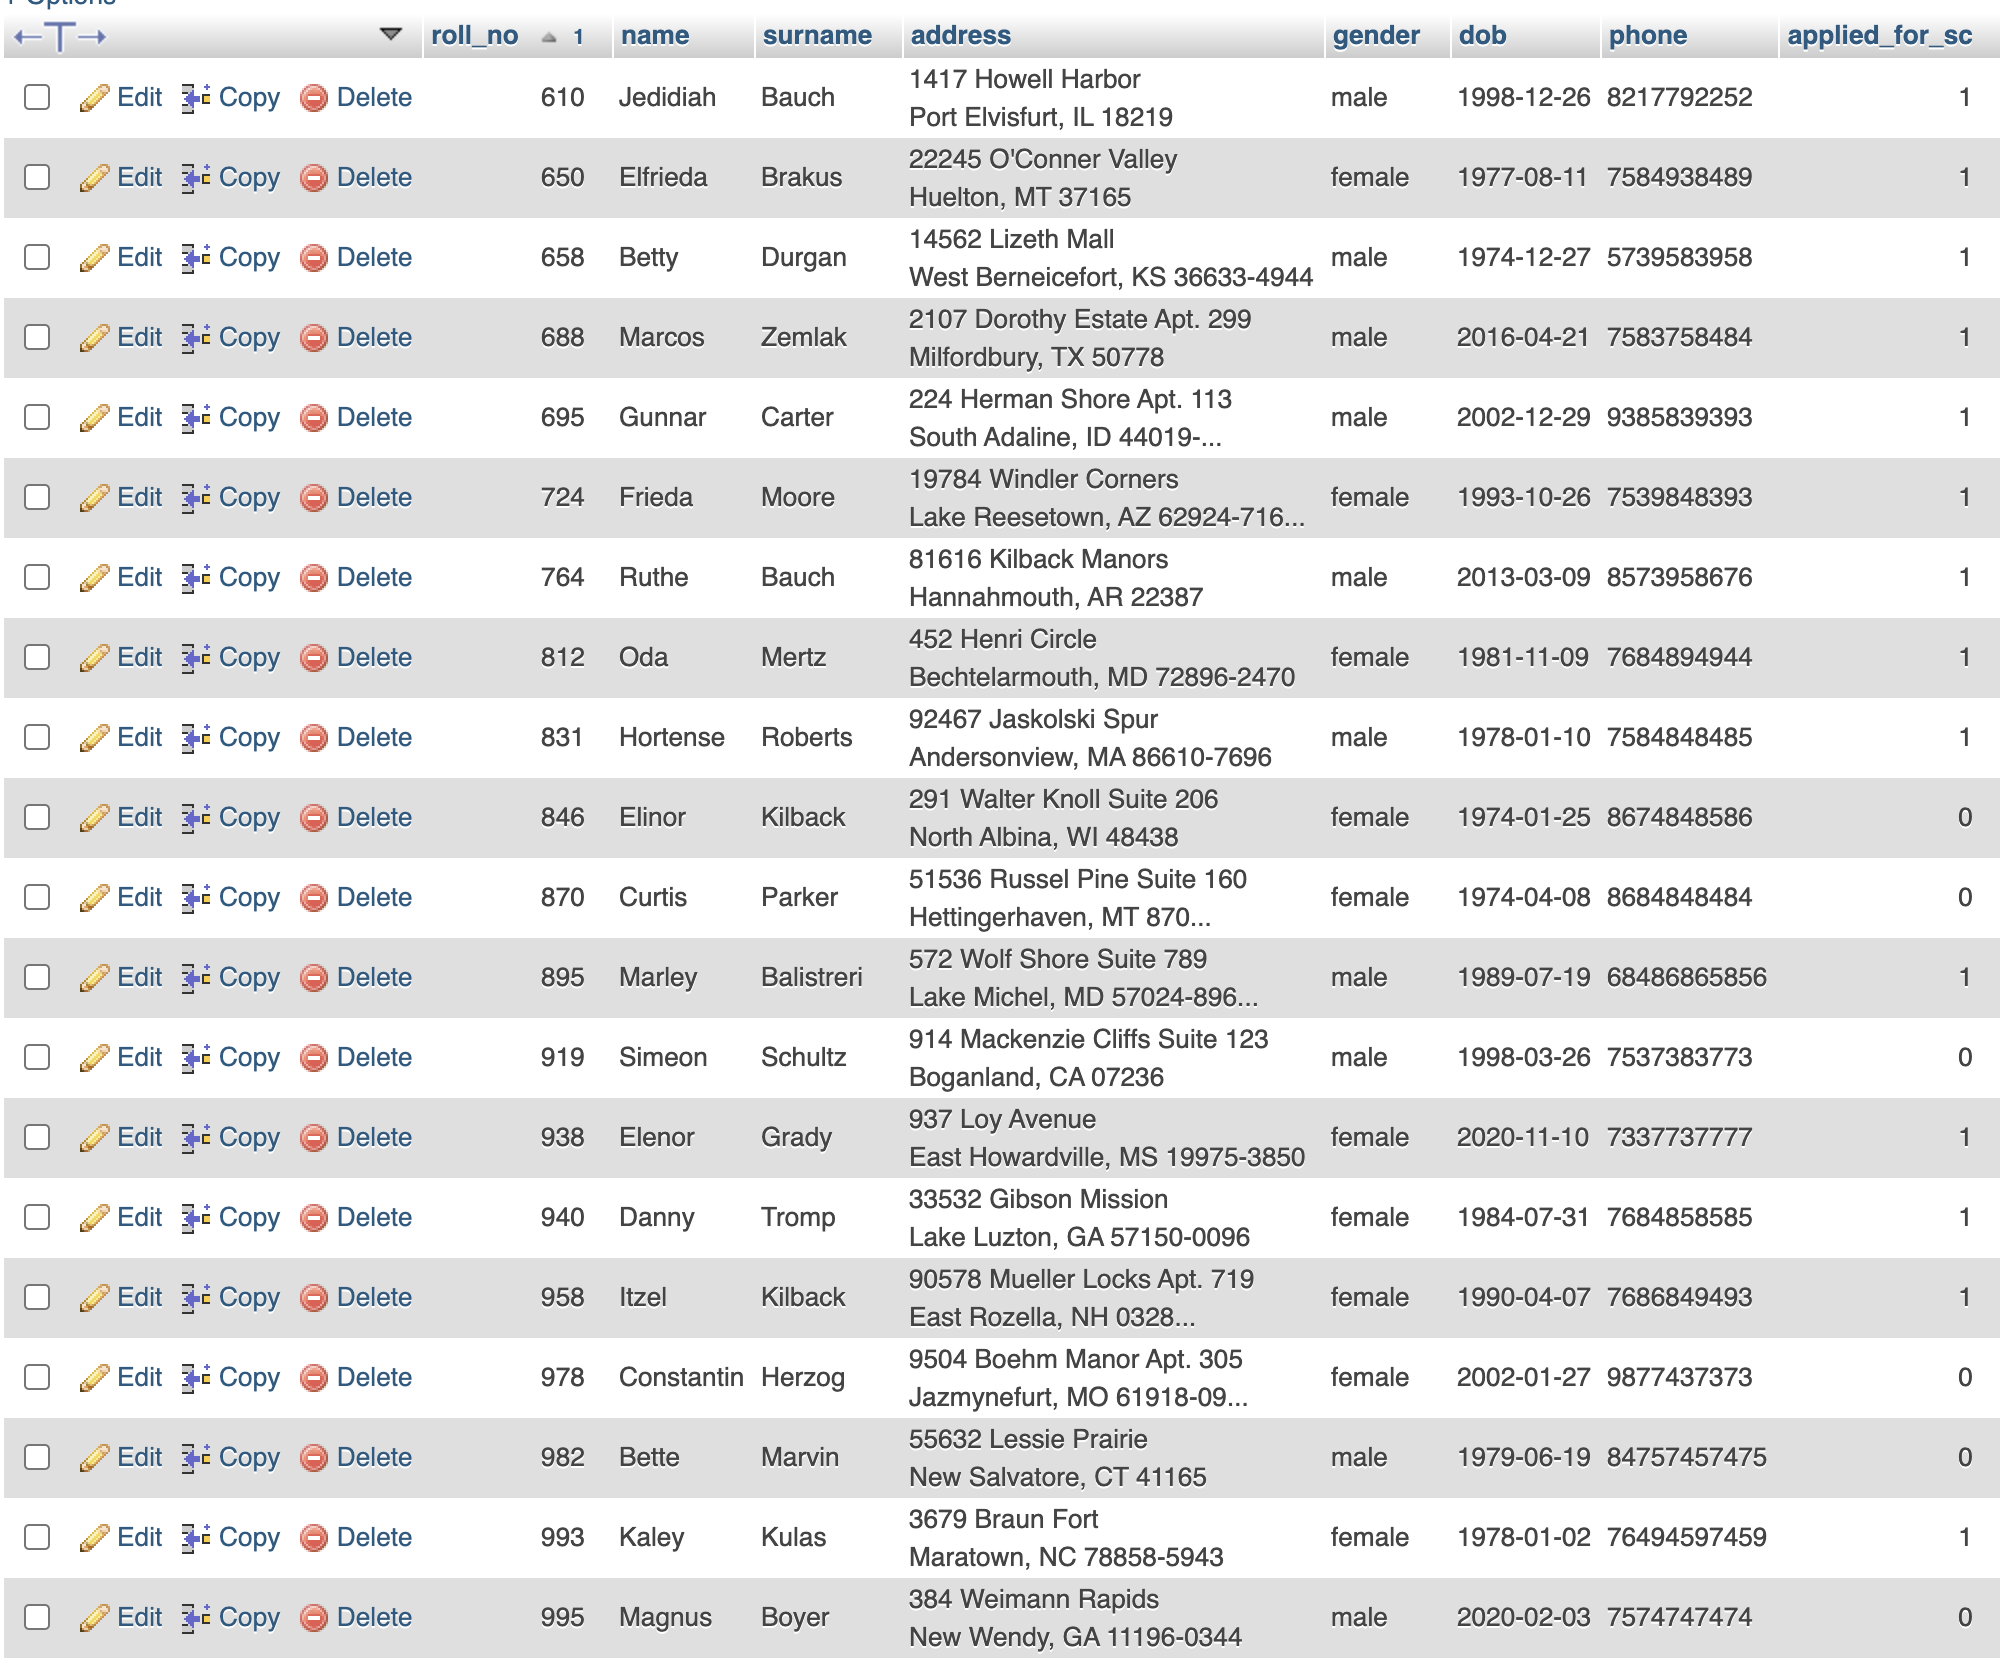 Options
roll_no 1 name surname address gender dob phone applied_for_sc
Edit Copy Delete 610 Jedidiah Bauch 1417 Howell Harbor male 1998-12-26 8217792252 1
Port Elvisfurt, IL 18219
Edit Copy Delete 650 Elfrieda Brakus 22245 O'Conner Valley female 1977-08-11 7584938489 1
Huelton, MT 37165
Edit Copy Delete 658 Betty Durgan 14562 Lizeth Mall male 1974-12-27 5739583958 1
West Berneicefort, KS 36633-4944
Edit Copy Delete 688 Marcos Zemlak 2107 Dorothy Estate Apt. 299 male 2016-04-21 7583758484 1
Milfordbury, TX 50778
Edit Copy Delete 695 Gunnar Carter 224 Herman Shore Apt. 113 male 2002-12-29 9385839393 1
South Adaline, ID 44019-...
Edit Copy Delete 724 Frieda Moore 19784 Windler Corners female 1993-10-26 7539848393 1
Lake Reesetown, AZ 62924-716...
Edit Copy Delete 764 Ruthe Bauch 81616 Kilback Manors male 2013-03-09 8573958676 1
Hannahmouth, AR 22387
Edit Copy Delete 812 Oda Mertz 452 Henri Circle female 1981-11-09 7684894944 1
Bechtelarmouth, MD 72896-2470
Edit Copy Delete 831 Hortense Roberts 92467 Jaskolski Spur male 1978-01-10 7584848485 1
Andersonview, MA 86610-7696
Edit Copy Delete 846 Elinor Kilback 291 Walter Knoll Suite 206 female 1974-01-25 8674848586 0
North Albina, WI 48438
Edit Copy Delete 870 Curtis Parker 51536 Russel Pine Suite 160 female 1974-04-08 8684848484 0
Hettingerhaven, MT 870...
Edit Copy Delete 895 Marley Balistreri 572 Wolf Shore Suite 789 male 1989-07-19 68486865856 1
Lake Michel, MD 57024-896...
Edit Copy Delete 919 Simeon Schultz 914 Mackenzie Cliffs Suite 123 male 1998-03-26 7537383773 0
Boganland, CA 07236
Edit Copy Delete 938 Elenor Grady 937 Loy Avenue female 2020-11-10 7337737777 1
East Howardville, MS 19975-3850
Edit Copy Delete 940 Danny Tromp 33532 Gibson Mission female 1984-07-31 7684858585 1
Lake Luzton, GA 57150-0096
Edit Copy Delete 958 Itzel Kilback 90578 Mueller Locks Apt. 719 female 1990-04-07 7686849493 1
East Rozella, NH 0328...
Edit Copy Delete 978 Constantin Herzog 9504 Boehm Manor Apt. 305 female 2002-01-27 9877437373 0
Jazmynefurt, MO 61918-09...
Edit Copy Delete 982 Bette Marvin 55632 Lessie Prairie male 1979-06-19 84757457475 0
New Salvatore, CT 41165
Edit Copy Delete 993 Kaley Kulas 3679 Braun Fort female 1978-01-02 76494597459 1
Maratown, NC 78858-5943
Edit Copy Delete 995 Magnus Boyer 384 Weimann Rapids male 2020-02-03 7574747474 0
New Wendy, GA 11196-0344